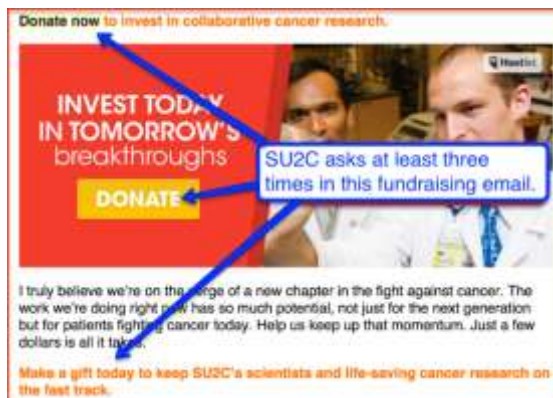 Donate now to invest in collaborative cancer research.
INVEST TODAY
IN TOMORROW'S
breakthroughs
DONATE
SU2C asks at least three
times in this fundraising email.
I truly believe we're on the verge of a new chapter in the fight against cancer. The
work we're doing right now has so much potential, not just for the next generation
but for patients fighting cancer today. Help us keep up that momentum. Just a few
dollars is all it takes.
Make a gift today to keep SU2C's scientists and life-saving cancer research on
the fast track.